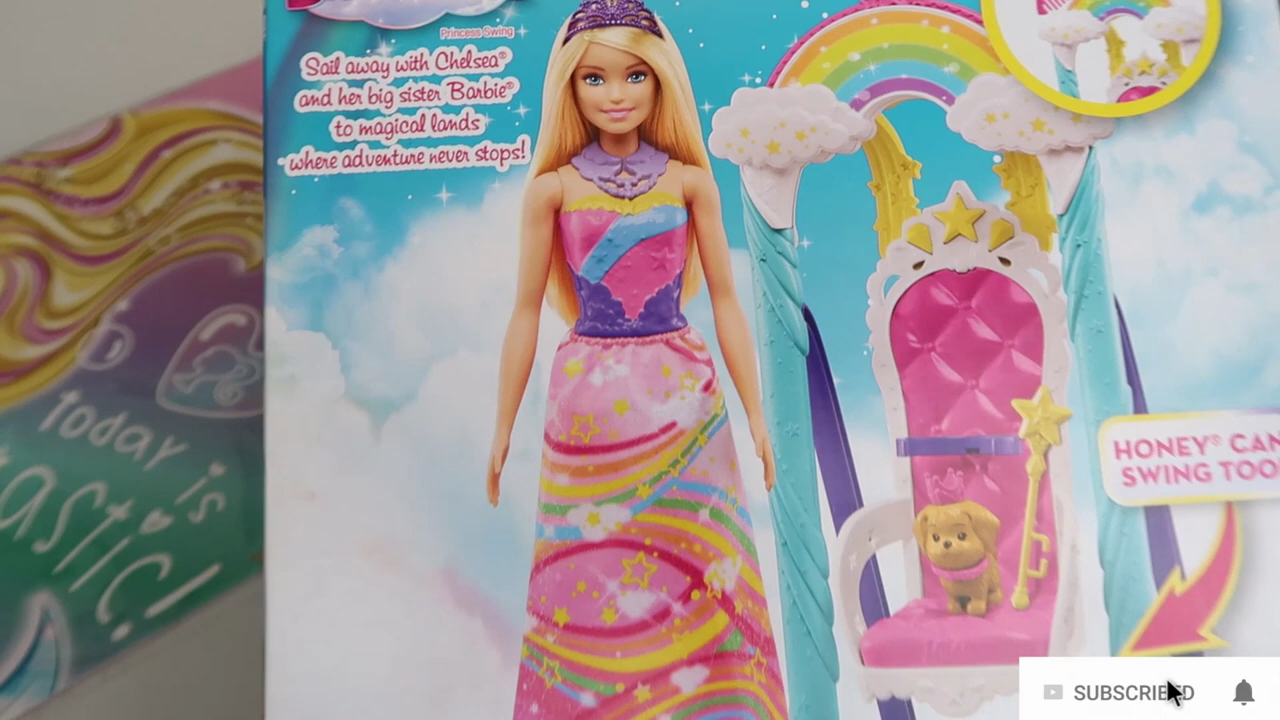 Princess Swing
Sail away with Chelsea®
and her big sister Barbie®
to magical lands
where adventure never stops!
today is
HONEY® CAN
SWING TOO
SUBSCRIBED